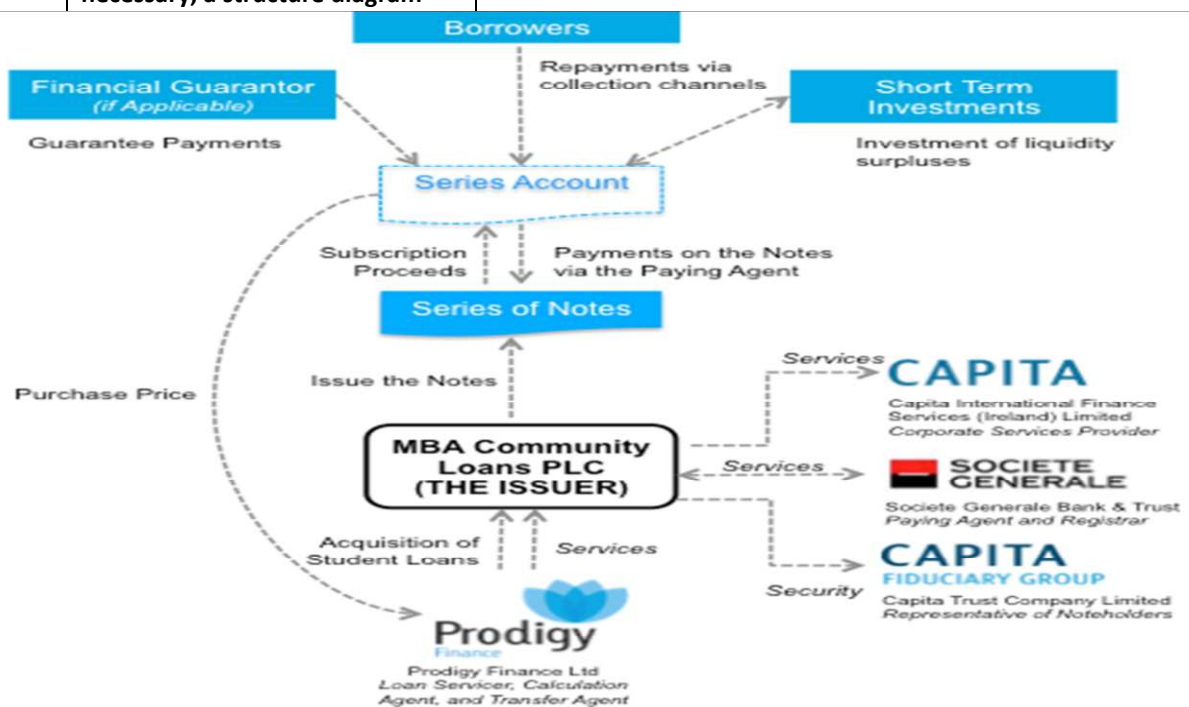 necessary, a structure diagram
Borrowers
Financial Guarantor
(if Applicable)
Guarantee Payments
Repayments via
collection channels
Short Term
Investments
Investment of liquidity
surpluses
Series Account
Subscription
Proceeds
Payments on the Notes
via the Paying Agent
Series of Notes
Issue the Notes
Purchase Price
MBA Community
Loans PLC
(THE ISSUER)
Services
CAPITA
Capita International Finance
Services (Ireland) Limited
Corporate Services Provider
Services
SOCIETE
GENERALE
Societe Generale Bank & Trust
Paying Agent and Registrar
Security
CAPITA
FIDUCIARY GROUP
Capita Trust Company Limited
Representative of Noteholders
Acquisition of
Student Loans
Services
Prodigy
Finance
Prodigy Finance Ltd
Loan Servicer, Calculation
Agent, and Transfer Agent